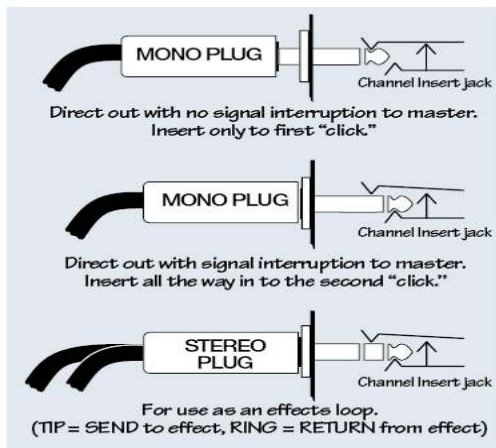 MONO PLUG
Channel Insert jack
Direct out with no signal interruption to master.
Insert only to first “click.”
MONO PLUG
Channel Insert jack
Direct out with signal interruption to master.
Insert all the way in to the second “click.”
STEREO
PLUG
Channel Insert jack
For use as an effects loop.
(TIP = SEND to effect, RING = RETURN from effect)